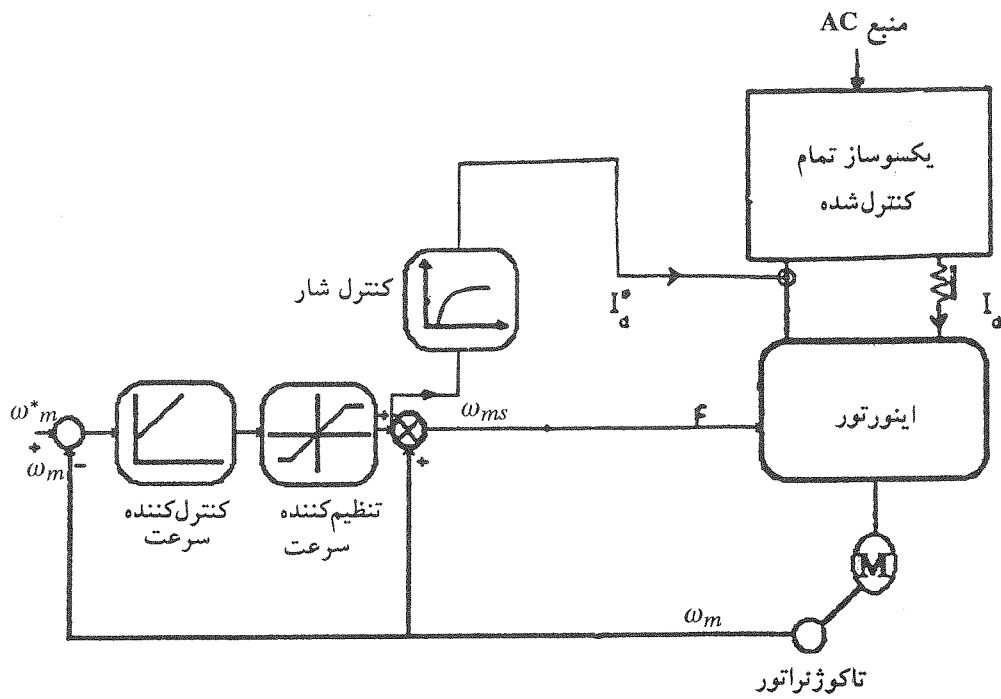 منبع AC
یکسوساز تمام
کنترل‌شده
کنترل شار
I*d
Id
ω*m
+
ωm
-
+
ωms
F
اینورتور
+
کنترل‌کننده
سرعت
تنظیم‌کننده
سرعت
M
ωm
تاکوژنراتور